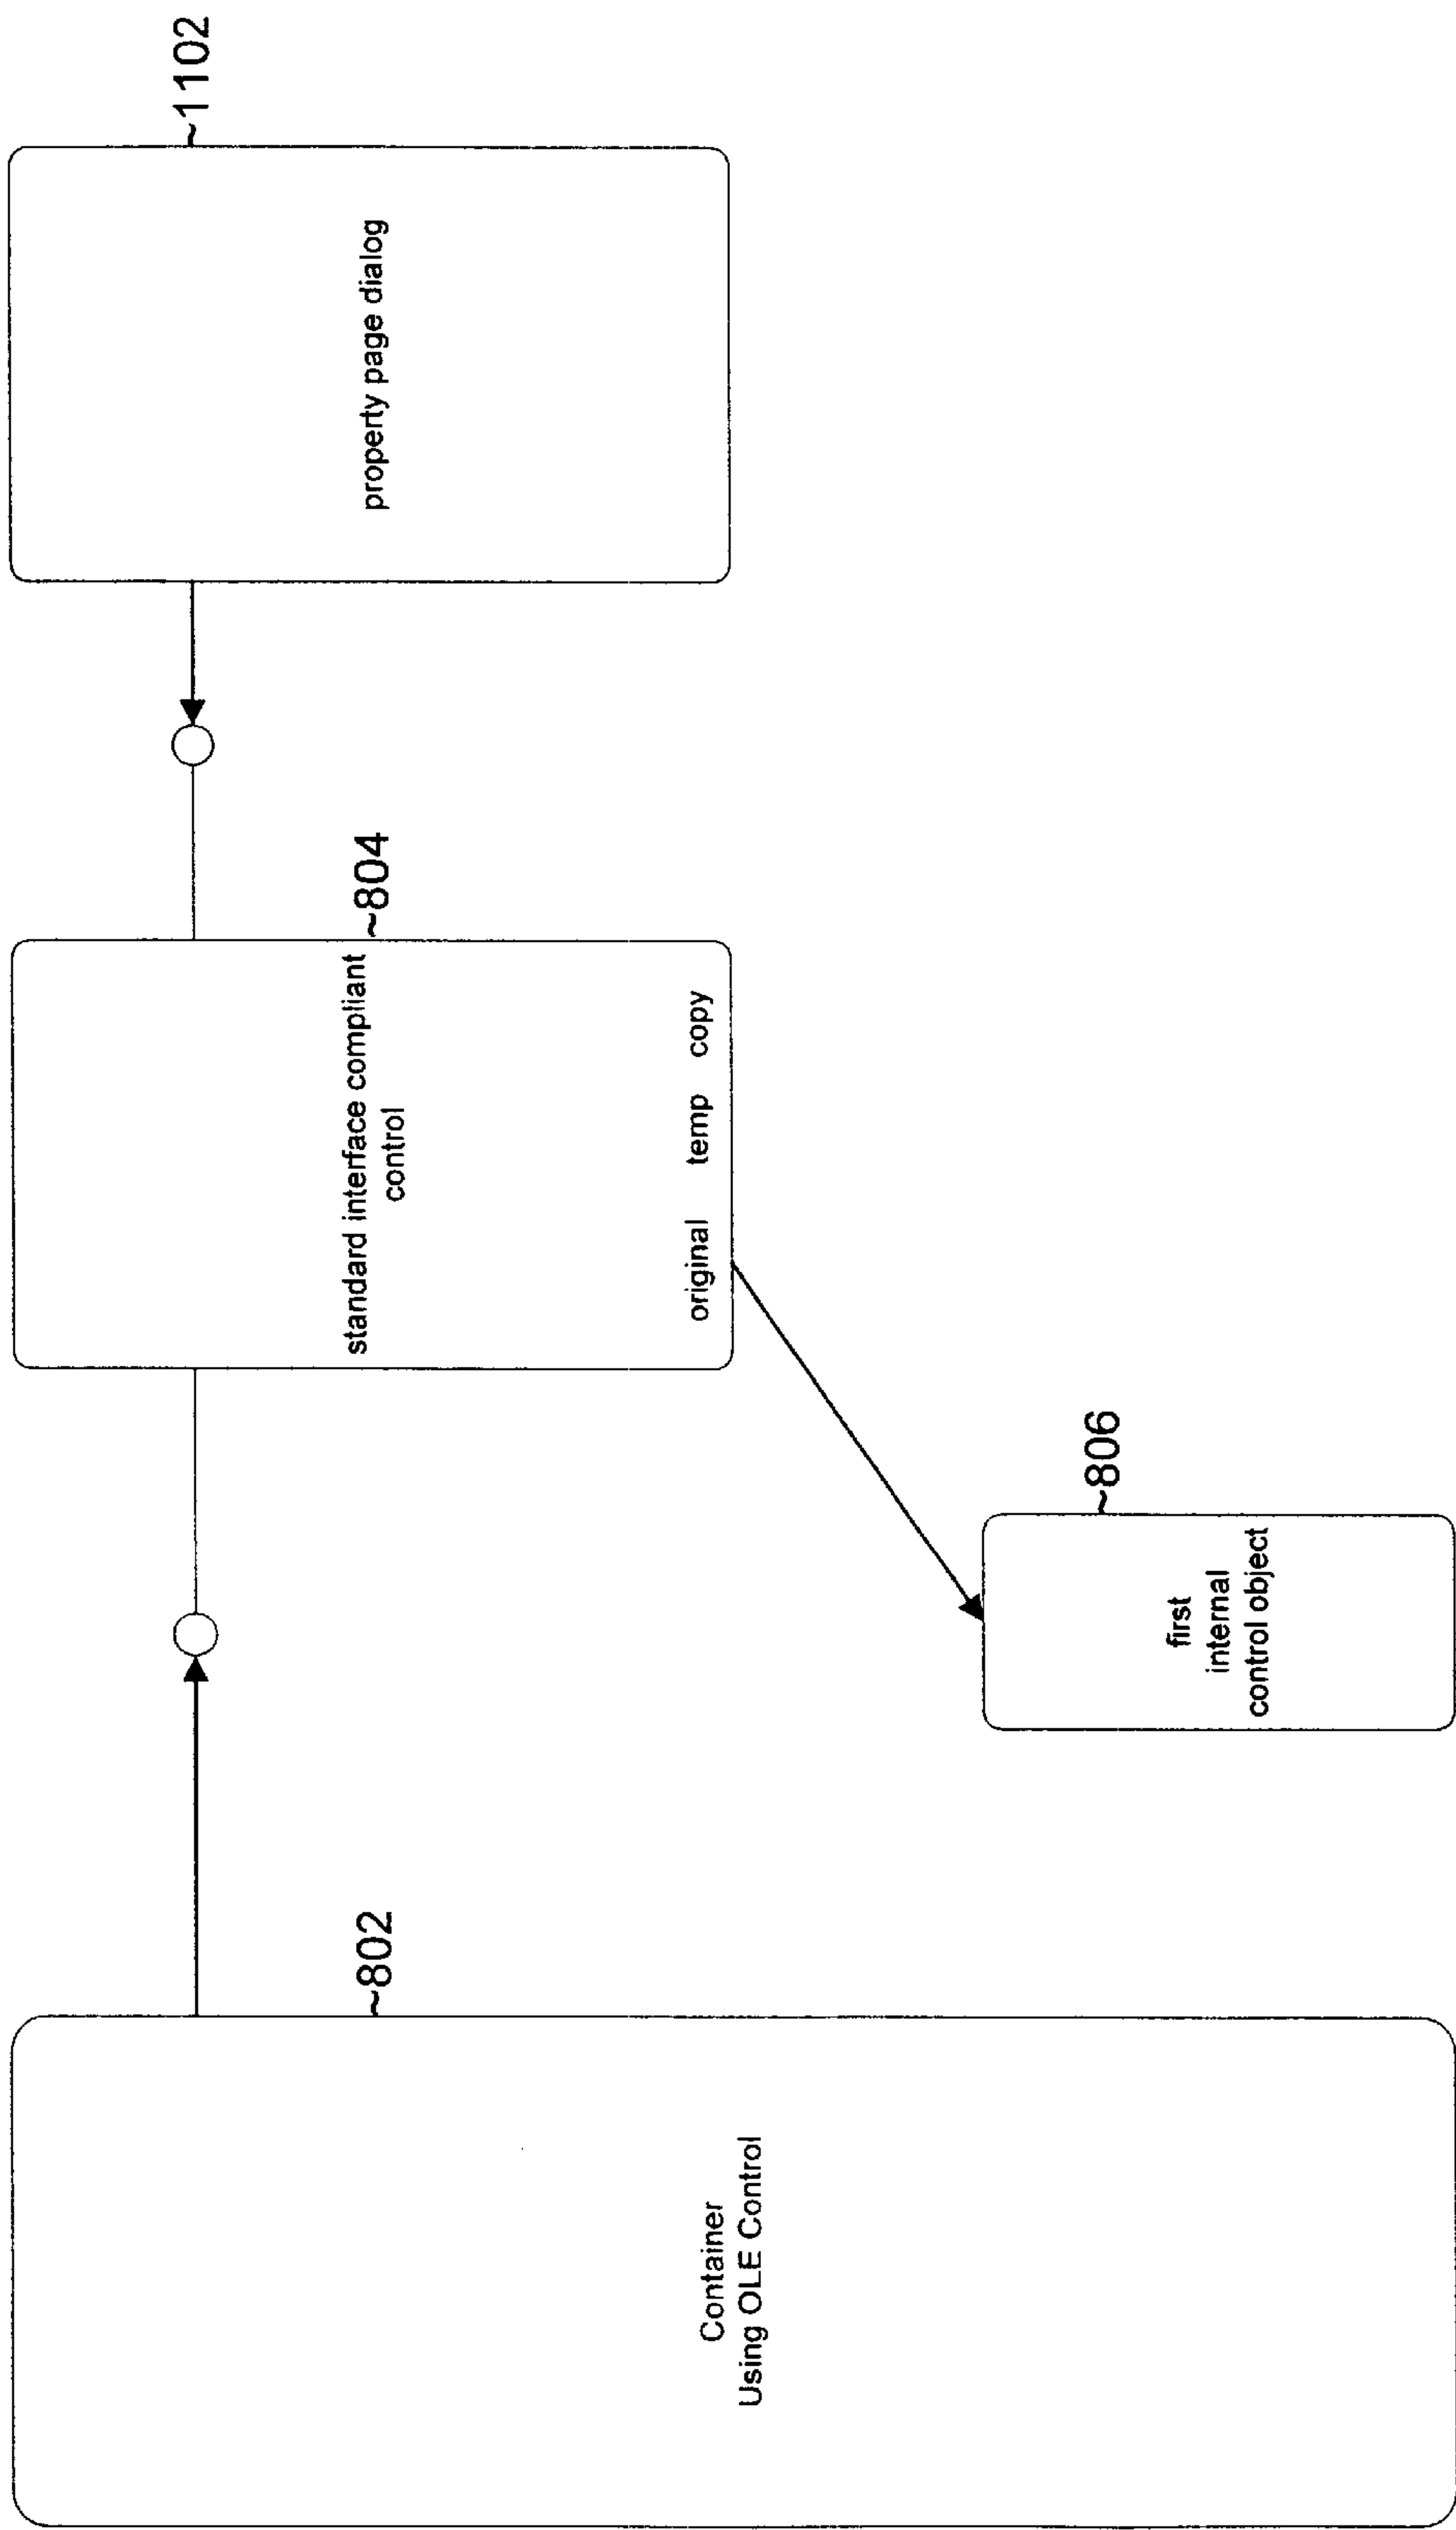 Container
Using OLE Control
~802
standard interface compliant
control
original temp copy
~804
first
internal
control object
~806
property page dialog
~1102